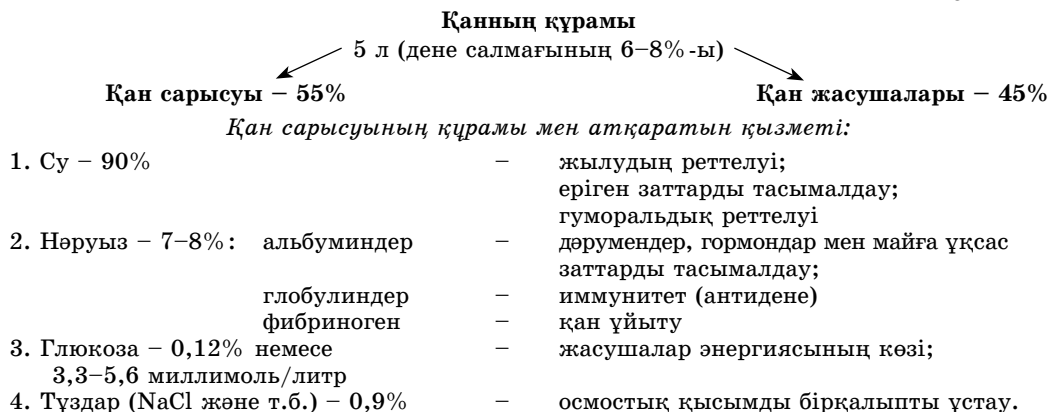 Қанның құрамы
5 л (дене салмағының 6–8%-ы)
Қан сарысуы – 55% Қан жасушалары – 45%
Қан сарысуының құрамы мен атқаратын қызметі:
1. Су – 90% – жылудың реттелуі;
еріген заттарды тасымалдау;
гуморальдық реттелуі
2. Нәруыз – 7–8%: альбуминдер – дәрумендер, гормондар мен майға ұқсас
заттарды тасымалдау;
глобулиндер – иммунитет (антидене)
фибриноген – қан ұйыту
3. Глюкоза – 0,12% немесе – жасушалар энергиясының көзі;
3,3–5,6 миллимоль/литр
4. Тұздар (NaCl және т.б.) – 0,9% – осмостық қысымды бірқалыпты ұстау.